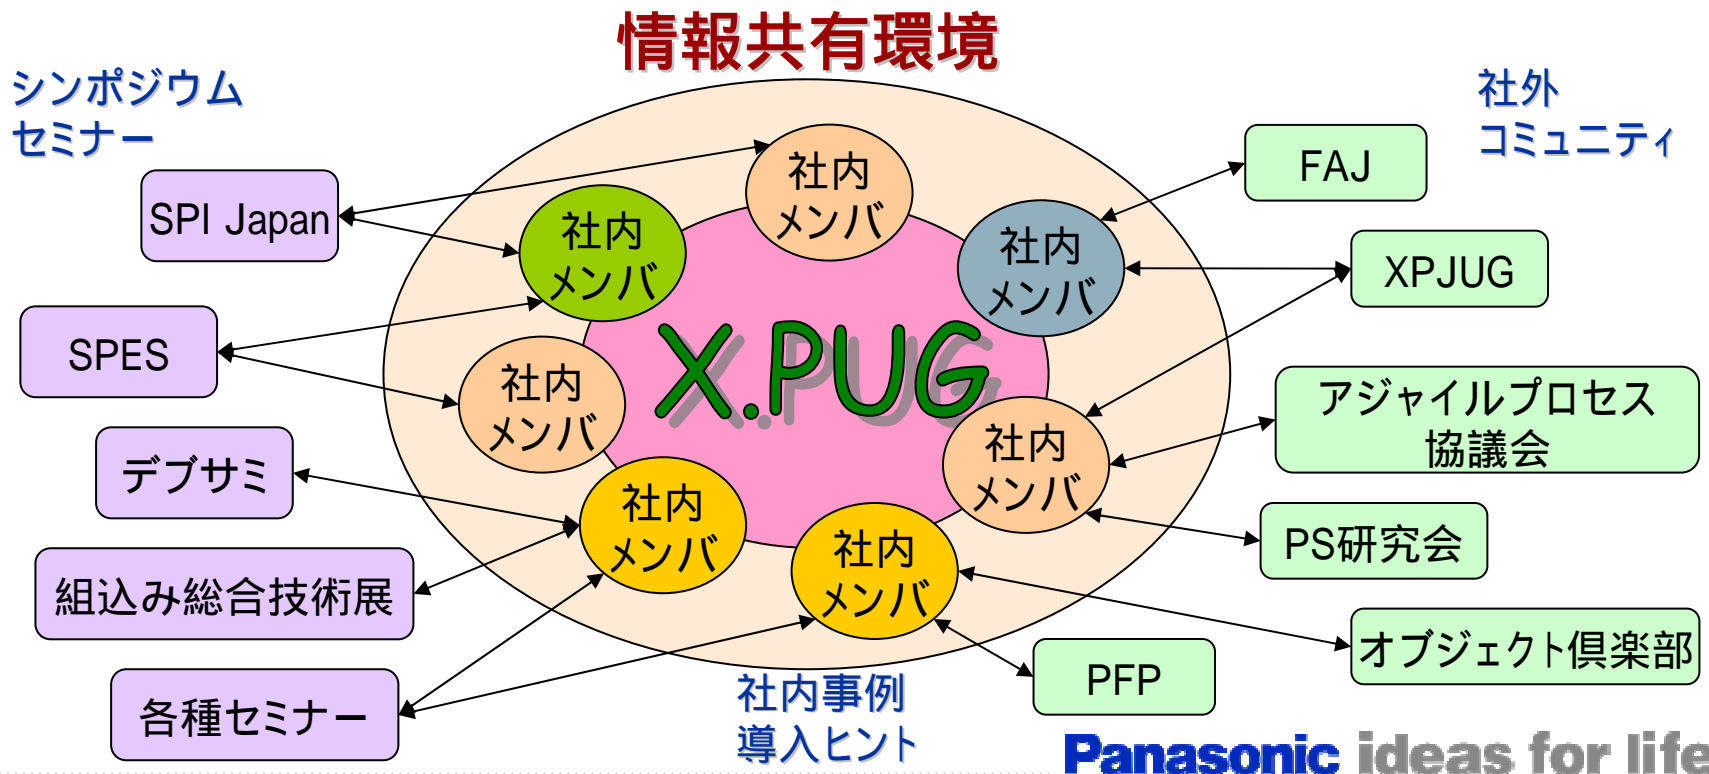 情報共有環境
シンポジウム
セミナー
社外
コミュニティ
SPI Japan
SPES
デブサミ
組込み総合技術展
各種セミナー
社内
メンバ
社内
メンバ
社内
メンバ
社内
メンバ
X.PUG
社内
メンバ
社内
メンバ
社内
メンバ
FAJ
XPJUG
アジャイルプロセス
協議会
PS研究会
オブジェクト倶楽部
PFP
社内事例
導入ヒント
Panasonic ideas for life